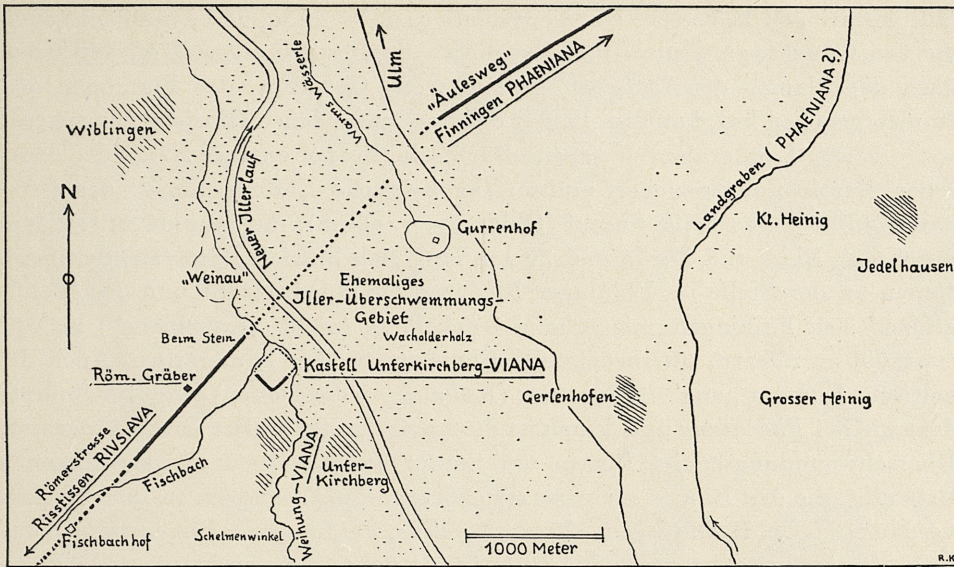 Wiblingen
N
"Weinau"
Neuer Illerlauf
Warms Wässerle
Ulm
"Äulesweg"
Finningen PHAENIANA
Landgraben (PHAENIANA?)
Kl. Heinig
Jedelhausen
Gurrenhof
Ehemaliges
Jller-Überschwemmungs-
Gebiet
Wacholderholz
Beim Stein
Kastell Unterkirchberg-VIANA
Röm. Gräber
Gerlenhofen
Grosser Heinig
Römerstrasse
Risstissen RIVSIAVA
Fischbach
Fischbachhof
Unter-
Kirchberg
Weihung-VIANA
Schelmenwinkel
1000 Meter
R.K